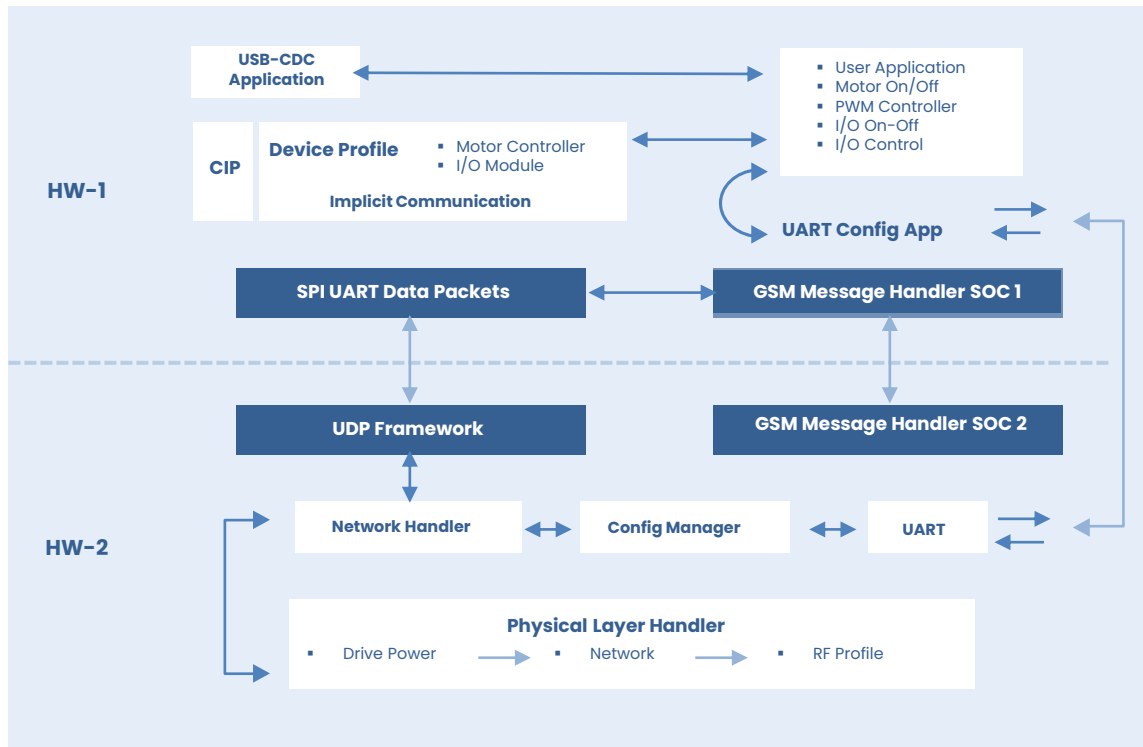 USB-CDC
Application
▪ User Application
▪ Motor On/Off
▪ PWM Controller
▪ I/O On-Off
▪ I/O Control
HW-1
CIP
Device Profile
▪ Motor Controller
▪ I/O Module
Implicit Communication
UART Config App
SPI UART Data Packets
GSM Message Handler SOC 1
UDP Framework
GSM Message Handler SOC 2
HW-2
Network Handler
Config Manager
UART
Physical Layer Handler
▪ Drive Power
▪ Network
▪ RF Profile